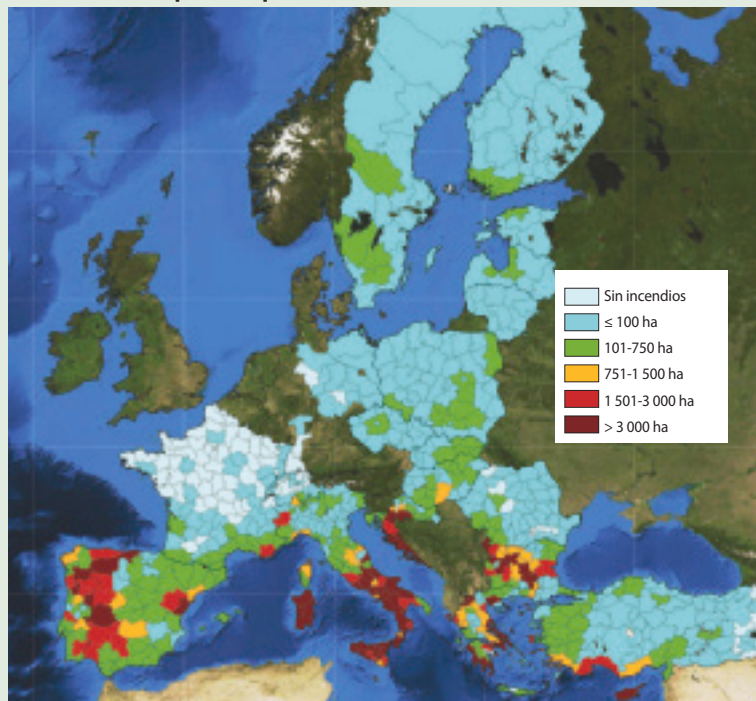 Sin incendios
≤ 100 ha
101-750 ha
751-1 500 ha
1 501-3 000 ha
> 3 000 ha